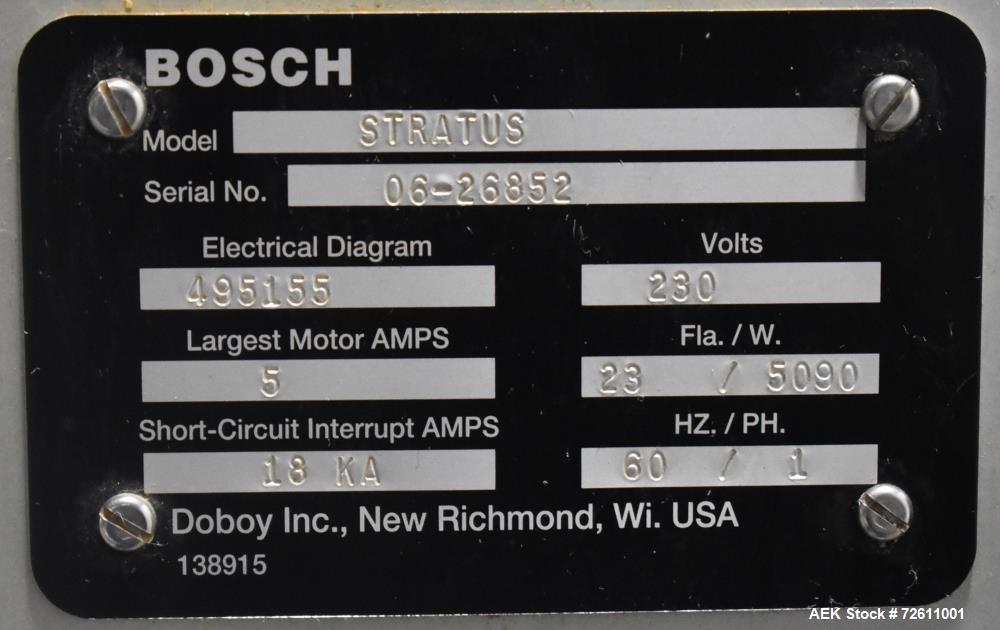 BOSCH
Model STRATUS
Serial No. 06-26852
Electrical Diagram Volts
495155 230
Largest Motor AMPS Fla. / W.
5 23 / 5090
Short-Circuit Interrupt AMPS HZ. / PH.
18 KA 60 / 1
Doboy Inc., New Richmond, Wi. USA
138915
AEK Stock # 72611001